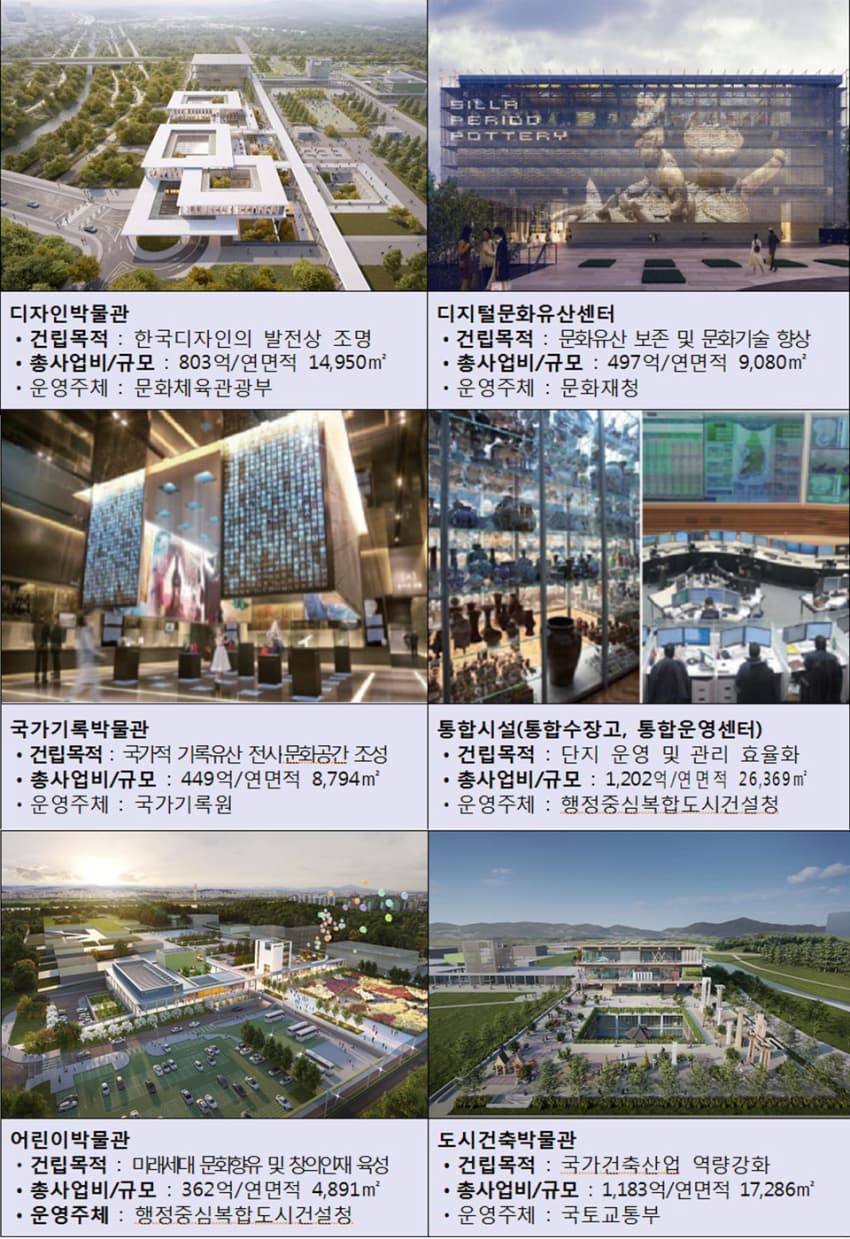 SILLA
PERIOD
POTTERY
디자인박물관
• 건립목적 : 한국디자인의 발전상 조명
• 총사업비/규모 : 803억/연면적 14,950㎡
• 운영주체 : 문화체육관광부
디지털문화유산센터
• 건립목적 : 문화유산 보존 및 문화기술 향상
• 총사업비/규모 : 497억/연면적 9,080㎡
• 운영주체 : 문화재청
국가기록박물관
• 건립목적 : 국가적 기록유산 전시문화공간 조성
• 총사업비/규모 : 449억/연면적 8,794㎡
• 운영주체 : 국가기록원
통합시설(통합수장고, 통합운영센터)
• 건립목적 : 단지 운영 및 관리 효율화
• 총사업비/규모 : 1,202억/연면적 26,369㎡
• 운영주체 : 행정중심복합도시건설청
어린이박물관
• 건립목적 : 미래세대 문화향유 및 창의인재 육성
• 총사업비/규모 : 362억/연면적 4,891㎡
• 운영주체 : 행정중심복합도시건설청
도시건축박물관
• 건립목적 : 국가건축산업 역량강화
• 총사업비/규모 : 1,183억/연면적 17,286㎡
• 운영주체 : 국토교통부